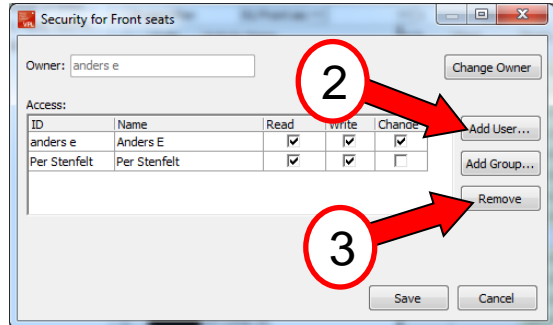 VPL Security for Front seats
Owner: anders e
Change Owner
2
Access:
ID Name Read Write Change
Add User...
anders e Anders E
Per Stenfelt Per Stenfelt
Add Group...
Remove
3
Save Cancel